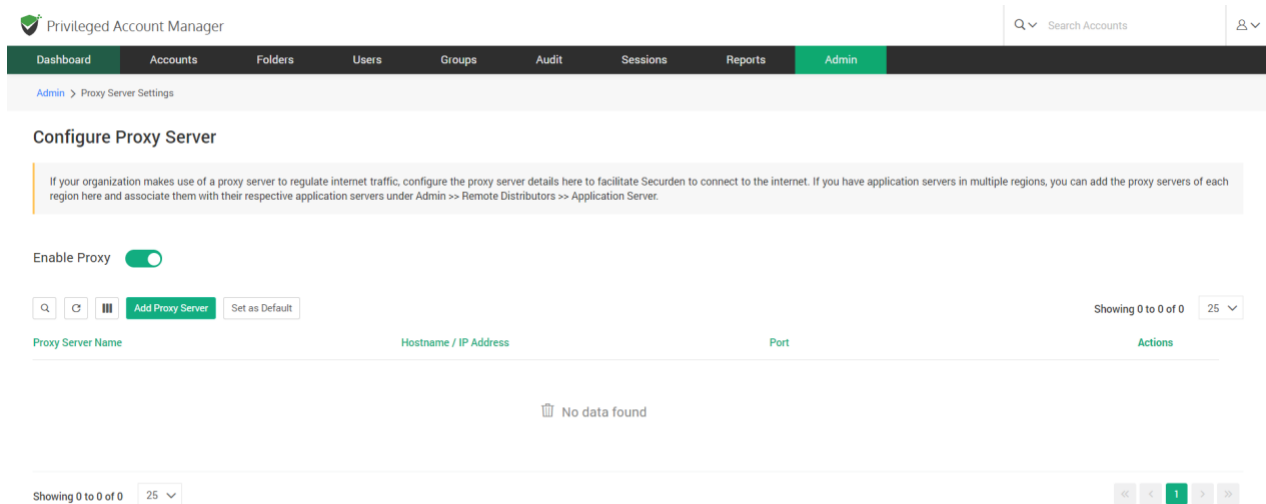 Privileged Account Manager
Search Accounts
Dashboard Accounts Folders Users Groups Audit Sessions Reports Admin
Admin > Proxy Server Settings
Configure Proxy Server
If your organization makes use of a proxy server to regulate internet traffic, configure the proxy server details here to facilitate Securden to connect to the internet. If you have application servers in multiple regions, you can add the proxy servers of each
region here and associate them with their respective application servers under Admin >> Remote Distributors >> Application Server.
Enable Proxy
Add Proxy Server Set as Default Showing 0 to 0 of 0 25
Proxy Server Name Hostname / IP Address Port Actions
No data found
Showing 0 to 0 of 0 25 « < 1 > »